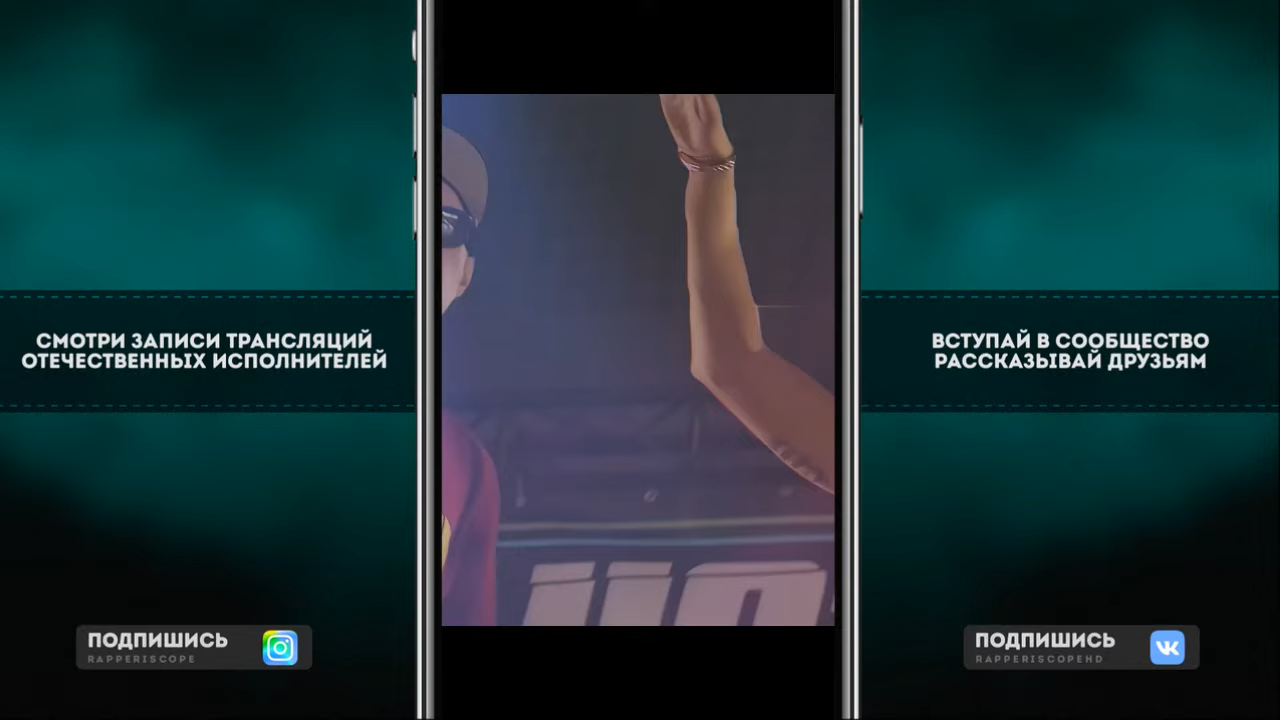 СМОТРИ ЗАПИСИ ТРАНСЛЯЦИЙ
ОТЕЧЕСТВЕННЫХ ИСПОЛНИТЕЛЕЙ
ВСТУПАЙ В СООБЩЕСТВО
РАССКАЗЫВАЙ ДРУЗЬЯМ
ПОДПИШИСЬ
RAPPERISCOPE
ПОДПИШИСЬ
RAPPERISCOPEHD